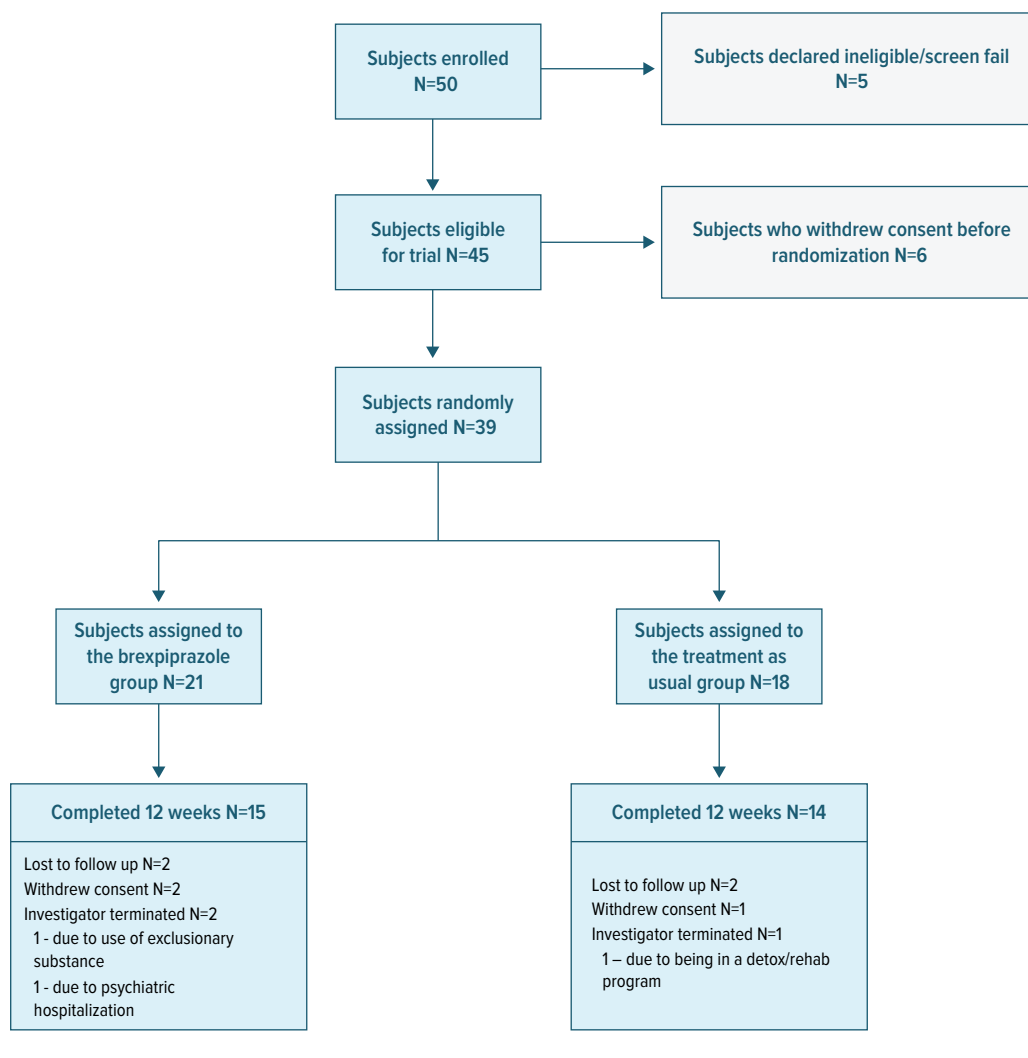 Subjects enrolled
N=50
Subjects declared ineligible/screen fail
N=5
Subjects eligible
for trial N=45
Subjects who withdrew consent before
randomization N=6
Subjects randomly
assigned N=39
Subjects assigned to
the brexpiprazole
group N=21
Subjects assigned to
the treatment as
usual group N=18
Completed 12 weeks N=15
Lost to follow up N=2
Withdrew consent N=2
Investigator terminated N=2
1 - due to use of exclusionary
substance
1 - due to psychiatric
hospitalization
Completed 12 weeks N=14
Lost to follow up N=2
Withdrew consent N=1
Investigator terminated N=1
1 – due to being in a detox/rehab
program